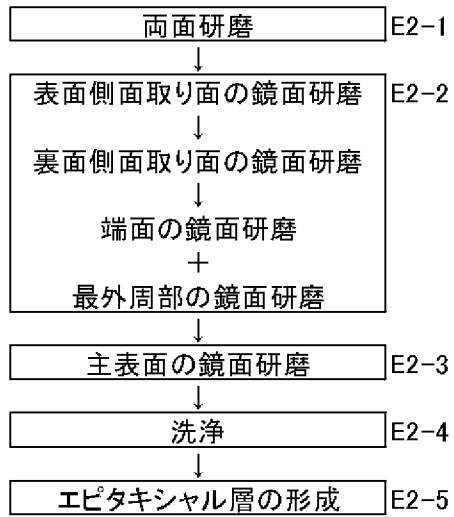 両面研磨 E2-1
↓
表面側面取り面の鏡面研磨 E2-2
↓
裏面側面取り面の鏡面研磨
↓
端面の鏡面研磨
+
最外周部の鏡面研磨
↓
主表面の鏡面研磨 E2-3
↓
洗浄 E2-4
↓
エピタキシャル層の形成 E2-5